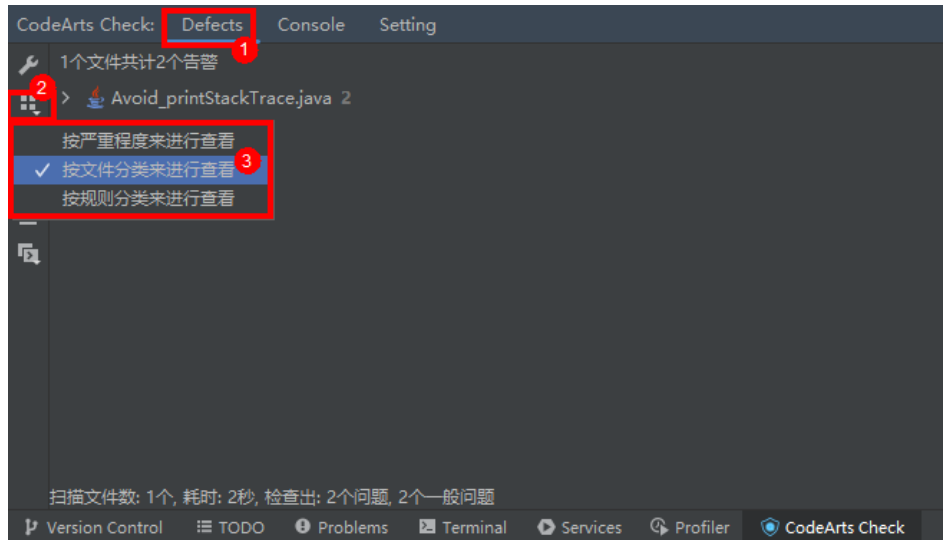 CodeArts Check: Defects Console Setting
1
1个文件共计2个告警
2
Avoid_printStackTrace.java 2
按严重程度来进行查看
按文件分类来进行查看 3
按规则分类来进行查看
扫描文件数: 1个, 耗时: 2秒, 检查出: 2个问题, 2个一般问题
Version Control TODO Problems Terminal Services Profiler CodeArts Check